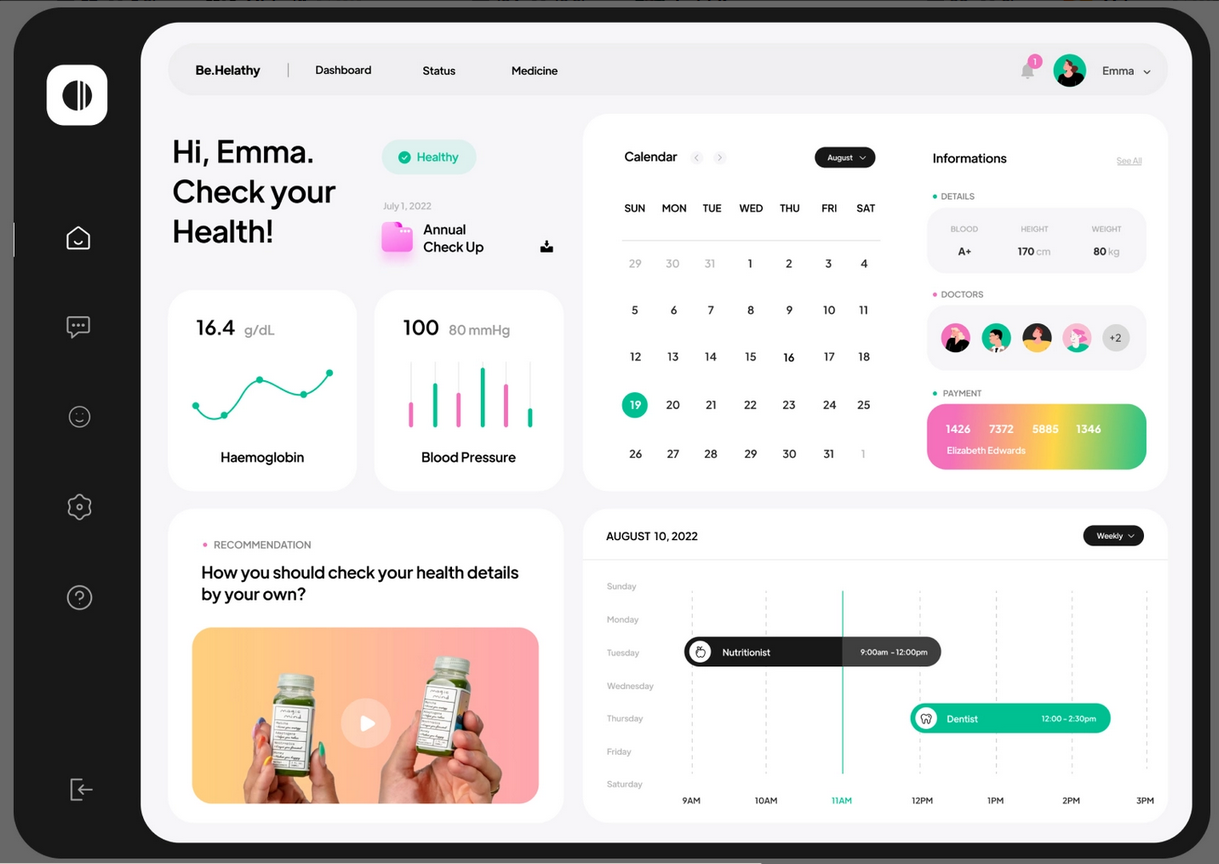 Be.Helathy
Dashboard
Status
Medicine
1
Emma
Hi, Emma.
Check your
Health!
Healthy
July 1, 2022
Annual
Check Up
16.4 g/dL
Haemoglobin
100 80 mmHg
Blood Pressure
Calendar
August
SUN MON TUE WED THU FRI SAT
29 30 31 1 2 3 4
5 6 7 8 9 10 11
12 13 14 15 16 17 18
19 20 21 22 23 24 25
26 27 28 29 30 31 1
Informations
See All
DETAILS
BLOOD HEIGHT WEIGHT
A+ 170 cm 80 kg
DOCTORS
+2
PAYMENT
1426 7372 5885 1346
Elizabeth Edwards
RECOMMENDATION
How you should check your health details
by your own?
magic
mind
magic
mind
AUGUST 10, 2022
Weekly
Sunday
Monday
Tuesday
Nutritionist 9:00am - 12:00pm
Wednesday
Thursday
Dentist 12:00 - 2:30pm
Friday
Saturday
9AM 10AM 11AM 12PM 1PM 2PM 3PM